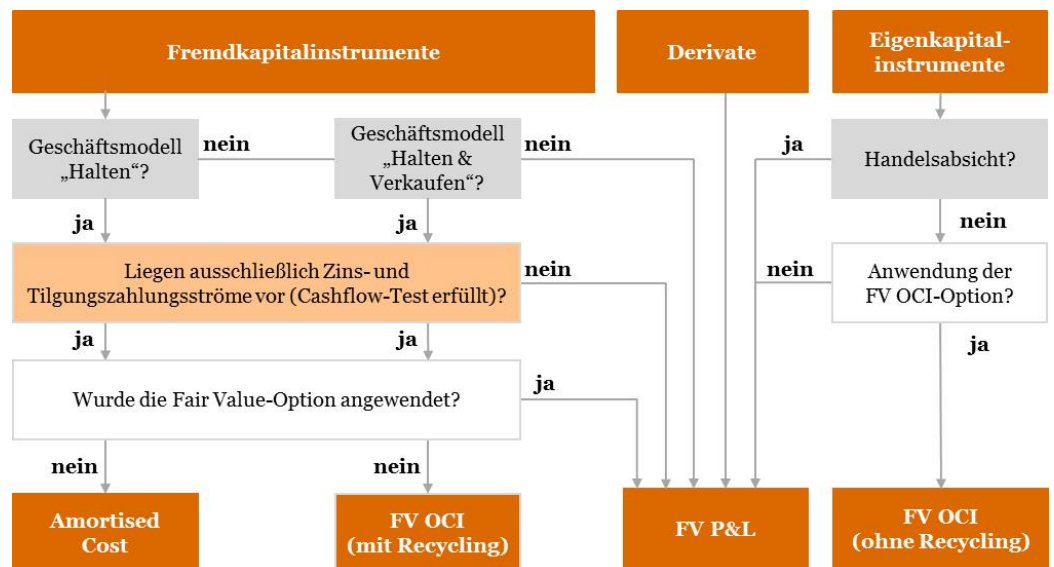 Fremdkapitalinstrumente
Derivate
Eigenkapital-
instrumente
Geschäftsmodell
„Halten“?
nein
Geschäftsmodell
„Halten &
Verkaufen“?
nein
ja
Handelsabsicht?
ja
ja
nein
Liegen ausschließlich Zins- und
Tilgungszahlungsströme vor (Cashflow-Test erfüllt)?
nein
nein
Anwendung der
FV OCI-Option?
ja
ja
ja
Wurde die Fair Value-Option angewendet?
ja
nein
nein
Amortised
Cost
FV OCI
(mit Recycling)
FV P&L
FV OCI
(ohne Recycling)